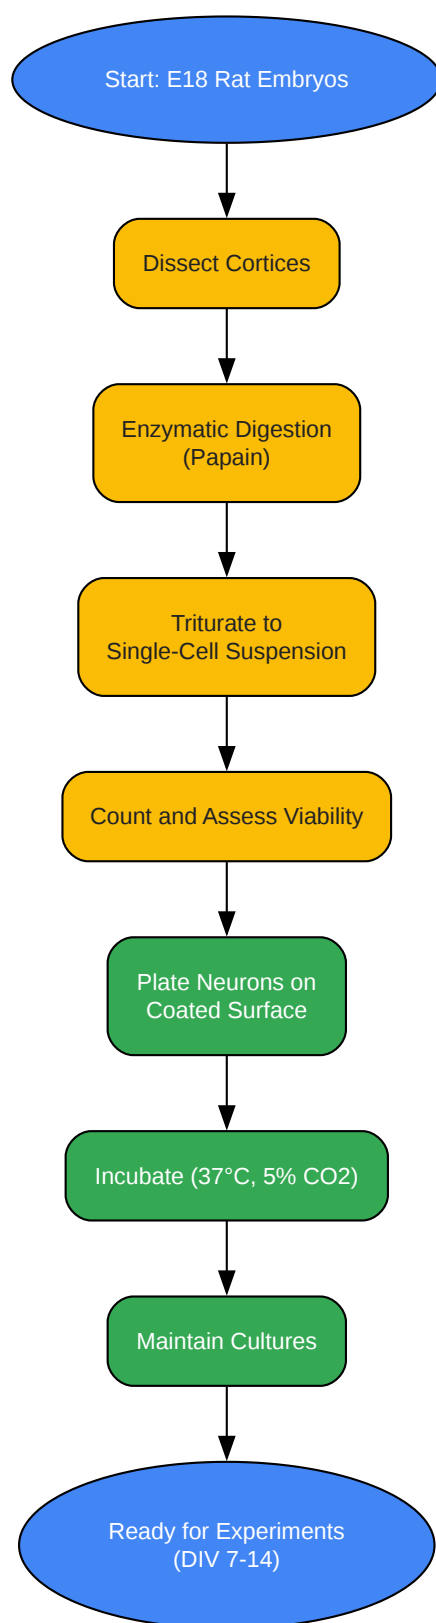 Start: E18 Rat Embryos
Dissect Cortices
Enzymatic Digestion
(Papain)
Triturate to
Single-Cell Suspension
Count and Assess Viability
Plate Neurons on
Coated Surface
Incubate (37°C, 5% CO2)
Maintain Cultures
Ready for Experiments
(DIV 7-14)